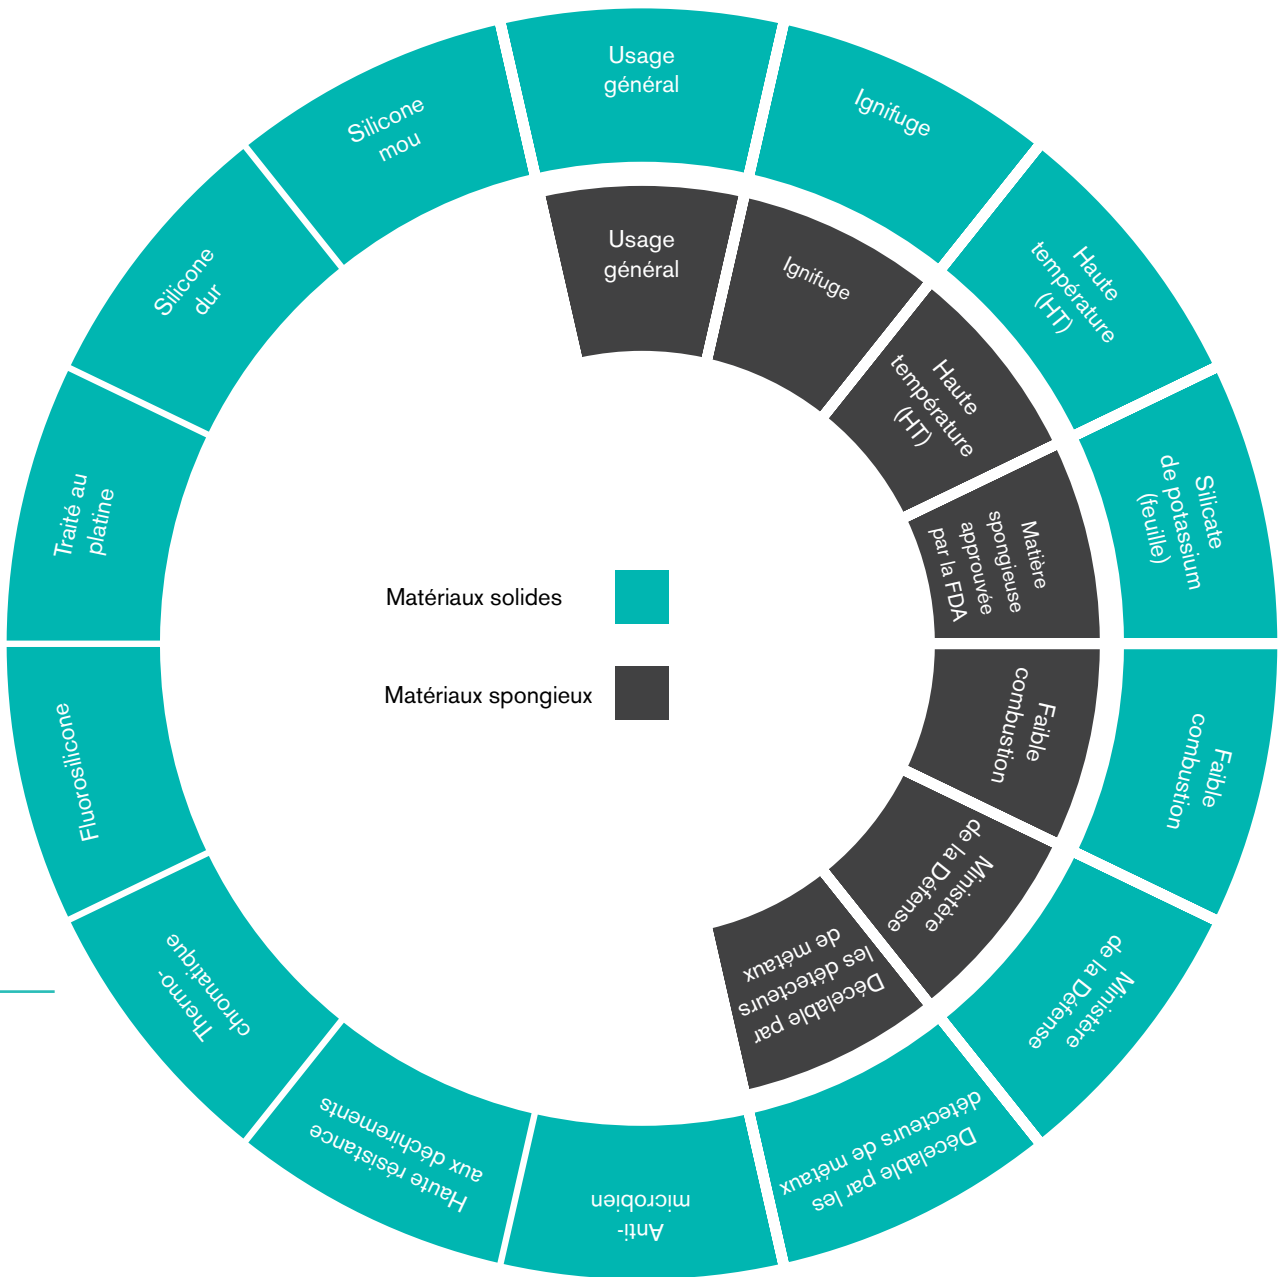 Usage
général
Ignifuge
Haute
température
(HT)
Silicate
de potassium
(feuille)
Faible
combustion
Ministère
de la Défense
Décelable par les
détecteurs de métaux
Anti-
microbien
Haute résistance
aux déchirements
Thermo-
chromatique
Fluorosilicone
Traité au
platine
Silicone
dur
Silicone
mou
Usage
général
Ignifuge
Haute
température
(HT)
Matière
spongieuse
approuvée
par la FDA
Faible
combustion
Ministère
de la Défense
Décelable par
les détecteurs
de métaux
Matériaux solides
Matériaux spongieux